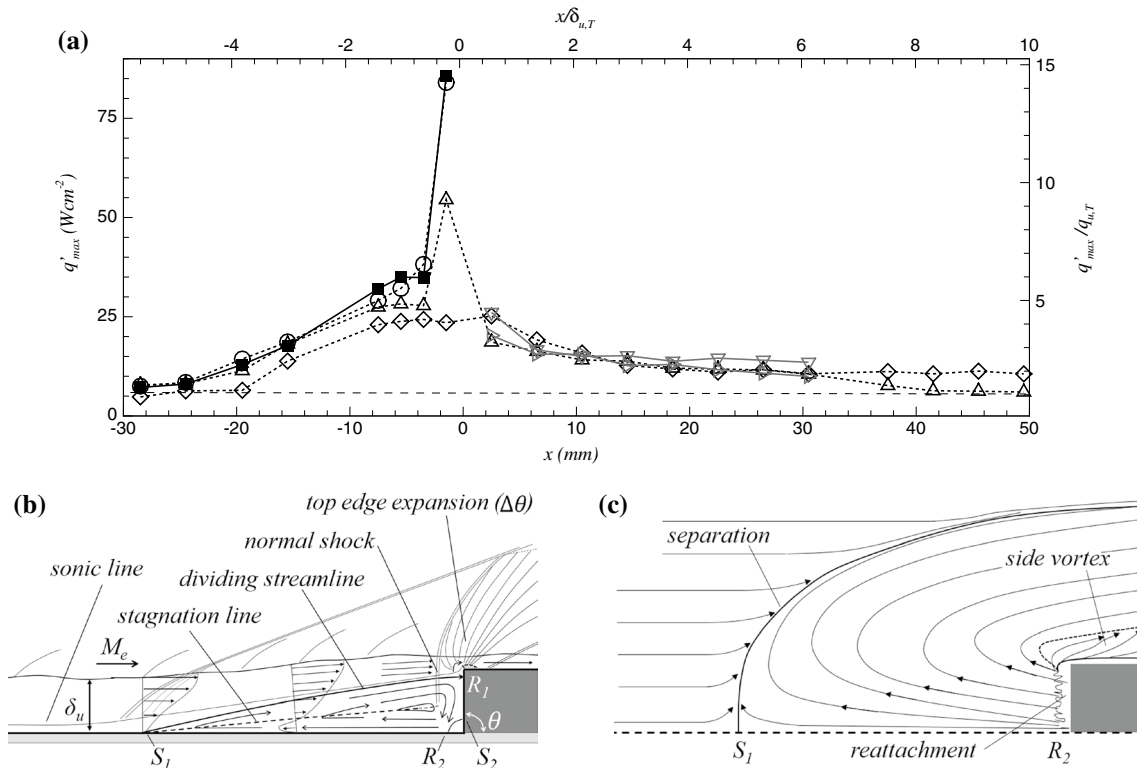 (a)
x/δu,T
-4 -2 0 2 4 6 8 10
75
50
25
0
q'max (Wcm-2)
15
10
5
q'max/qu,T
-30 -20 -10 0 10 20 30 40 50
x (mm)
(b)
top edge expansion (Δθ)
normal shock
dividing streamline
sonic line
stagnation line
Me
δu
R1
θ
S1 R2 S2
(c)
separation
side vortex
S1 reattachment R2